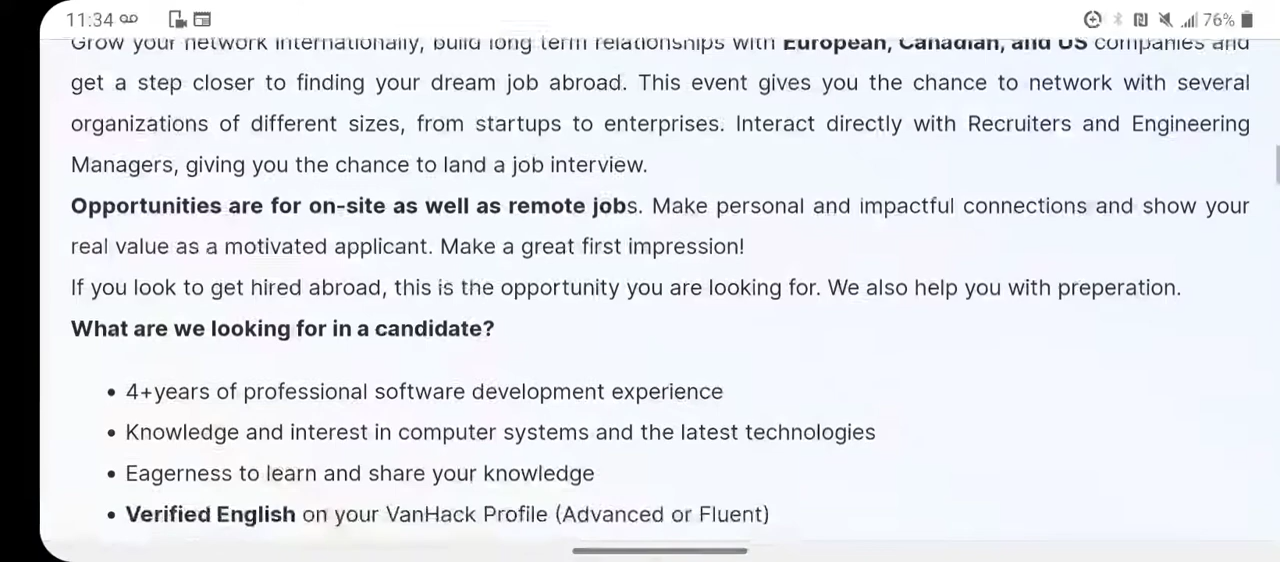 11:34
76%
Grow your network internationally, build long term relationships with European, Canadian, and US companies and
get a step closer to finding your dream job abroad. This event gives you the chance to network with several
organizations of different sizes, from startups to enterprises. Interact directly with Recruiters and Engineering
Managers, giving you the chance to land a job interview.
Opportunities are for on-site as well as remote jobs. Make personal and impactful connections and show your
real value as a motivated applicant. Make a great first impression!
If you look to get hired abroad, this is the opportunity you are looking for. We also help you with preperation.
What are we looking for in a candidate?
• 4+years of professional software development experience
• Knowledge and interest in computer systems and the latest technologies
• Eagerness to learn and share your knowledge
• Verified English on your VanHack Profile (Advanced or Fluent)